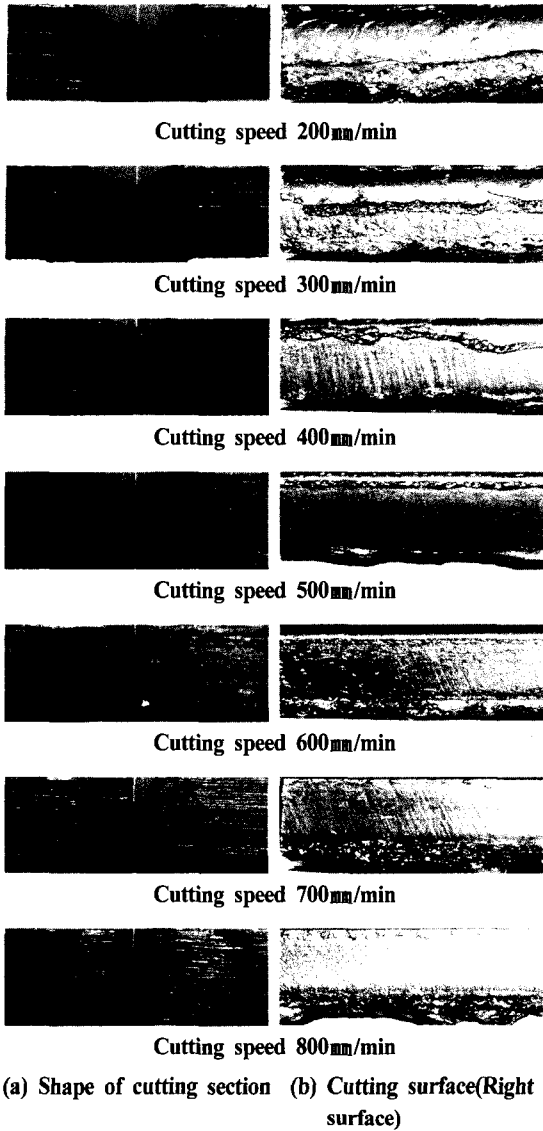 Cutting speed 200㎜/min
Cutting speed 300㎜/min
Cutting speed 400㎜/min
Cutting speed 500㎜/min
Cutting speed 600㎜/min
Cutting speed 700㎜/min
Cutting speed 800㎜/min
(a) Shape of cutting section (b) Cutting surface(Right
surface)